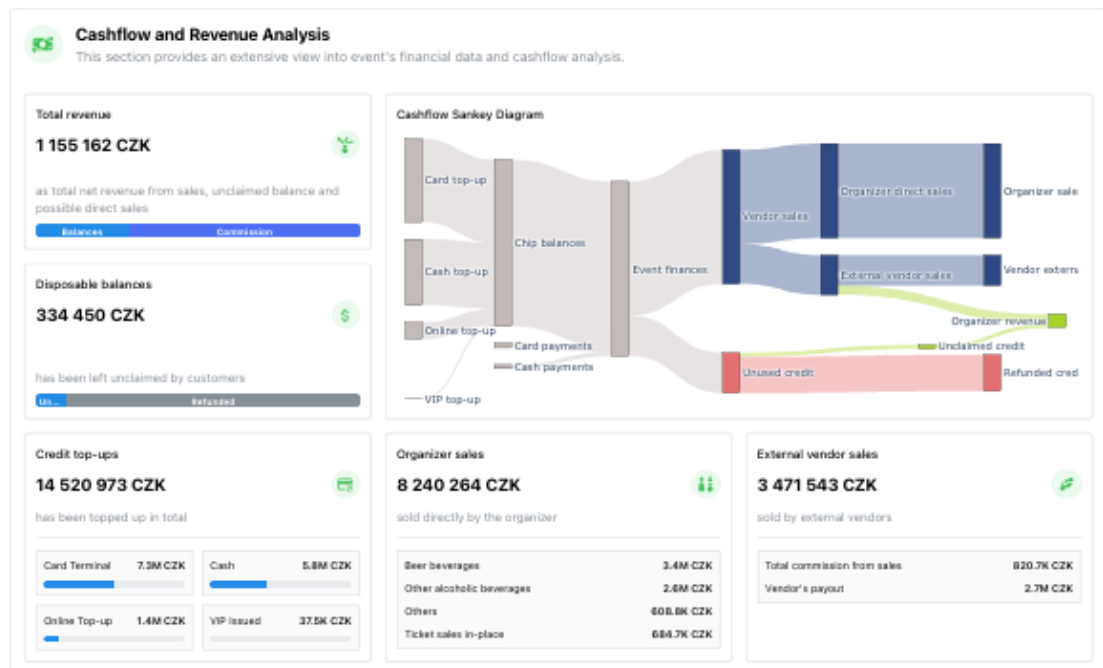 Cashflow and Revenue Analysis
This section provides an extensive view into event's financial data and cashflow analysis.
Total revenue
1 155 162 CZK
as total net revenue from sales, unclaimed balance and
possible direct sales
Balances
Commission
Disposable balances
334 450 CZK
has been left unclaimed by customers
Un...
Refunded
Cashflow Sankey Diagram
Card top-up
Cash top-up
Online top-up
VIP top-up
Chip balances
Card payments
Cash payments
Event finances
Vendor sales
Unused credit
Organizer direct sales
External vendor sales
Organizer sale
Vendor extern
Organizer revenue
Unclaimed credit
Refunded cred
Credit top-ups
14 520 973 CZK
has been topped up in total
Card Terminal 7.3M CZK
Cash 5.8M CZK
Online Top-up 1.4M CZK
VIP Issued 37.5K CZK
Organizer sales
8 240 264 CZK
sold directly by the organizer
Beer beverages 3.4M CZK
Other alcoholic beverages 2.6M CZK
Others 608.8K CZK
Ticket sales in-place 684.7K CZK
External vendor sales
3 471 543 CZK
sold by external vendors
Total commission from sales 820.7K CZK
Vendor's payout 2.7M CZK